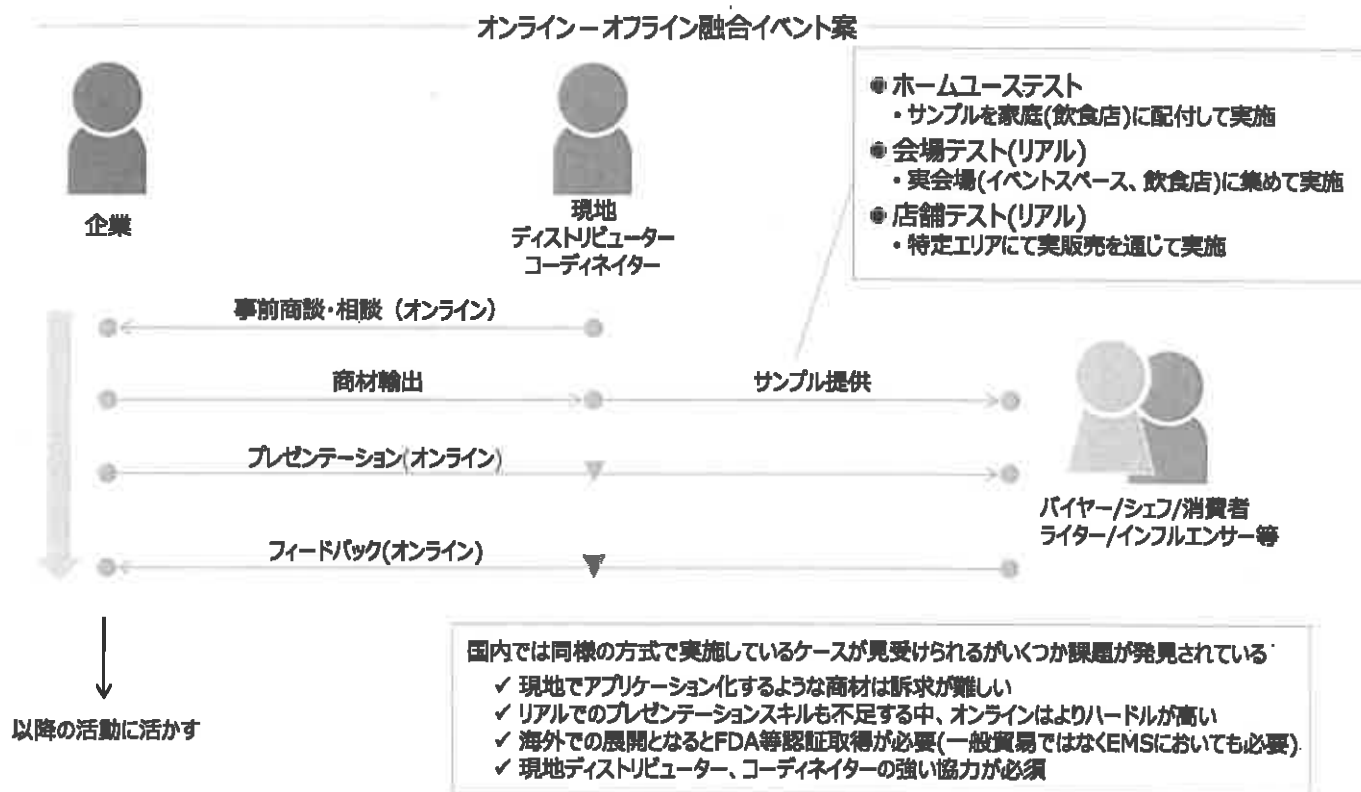 オンライン－オフライン融合イベント案
● ホームユーステスト
・サンプルを家庭(飲食店)に配付して実施
● 会場テスト(リアル)
・実会場(イベントスペース、飲食店)に集めて実施
● 店舗テスト(リアル)
・特定エリアにて実販売を通じて実施
企業
現地
ディストリビューター
コーディネイター
事前商談・相談（オンライン）
商材輸出
サンプル提供
プレゼンテーション(オンライン)
フィードバック(オンライン)
バイヤー/シェフ/消費者
ライター/インフルエンサー等
以降の活動に活かす
国内では同様の方式で実施しているケースが見受けられるがいくつか課題が発見されている
✓ 現地でアプリケーション化するような商材は訴求が難しい
✓ リアルでのプレゼンテーションスキルも不足する中、オンラインはよりハードルが高い
✓ 海外での展開となるとFDA等認証取得が必要(一般貿易ではなくEMSにおいても必要)
✓ 現地ディストリビューター、コーディネイターの強い協力が必須